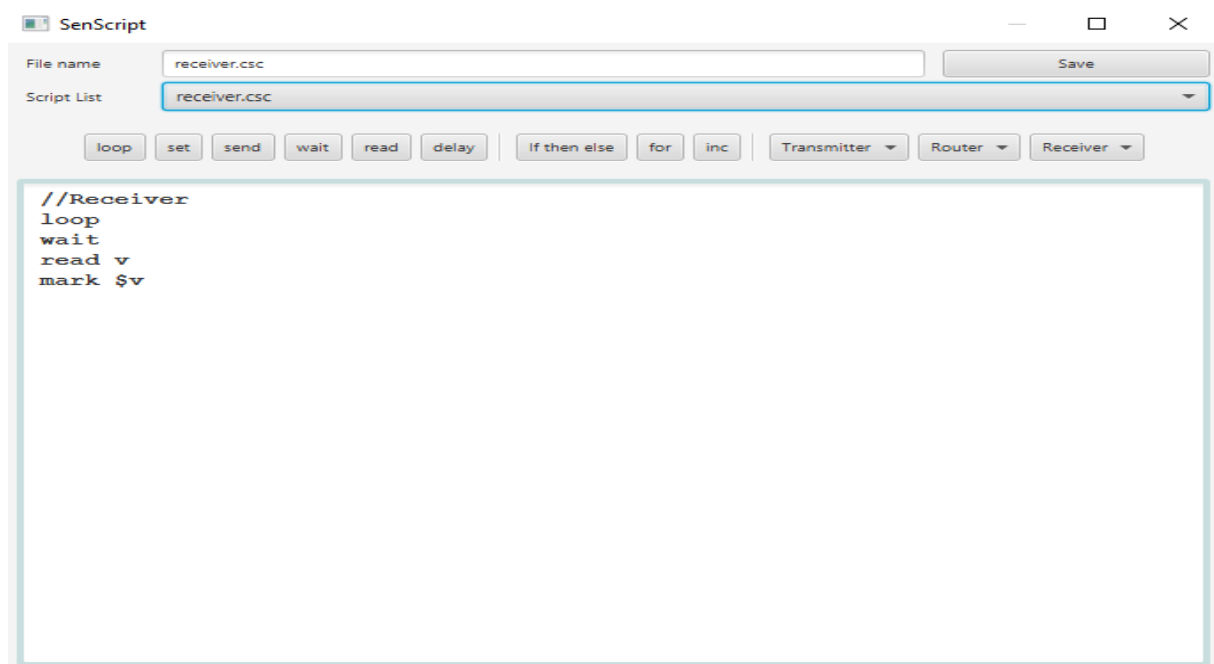 SenScript
File name receiver.csc Save
Script List receiver.csc
loop set send wait read delay If then else for inc Transmitter Router Receiver
//Receiver
loop
wait
read v
mark $v